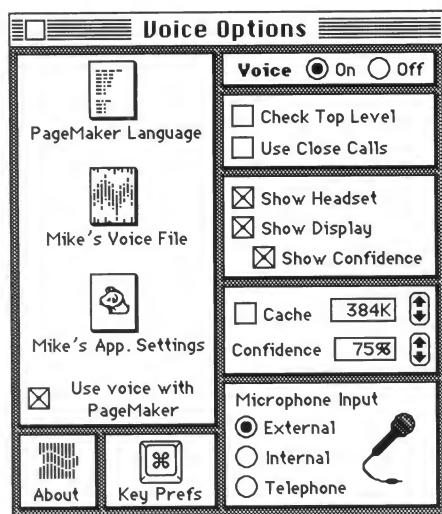 Voice Options
PageMaker Language
Mike's Voice File
Mike's App. Settings
Use voice with
PageMaker
About
⌘
Key Prefs
Voice On Off
Check Top Level
Use Close Calls
Show Headset
Show Display
Show Confidence
Cache 384K
Confidence 75%
Microphone Input
External
Internal
Telephone